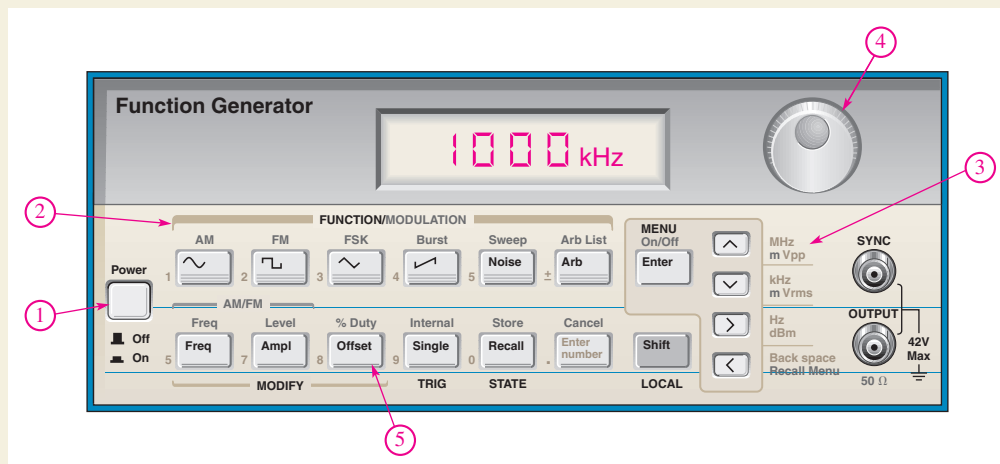 4
Function Generator
1000 kHz
3
2
FUNCTION/MODULATION
MENU
On/Off
Enter
AM
FM
FSK
Burst
Sweep
Arb List
1
2
3
4
5
Noise
±
Arb
MHz
m Vpp
SYNC
Power
kHz
m Vrms
1
AM/FM
OUTPUT
Off
On
Freq
Level
% Duty
Internal
Store
Cancel
Hz
dBm
5
Freq
7
Ampl
8
Offset
9
Single
0
Recall
.
Enter
number
Shift
42V
Max
Back space
Recall Menu
MODIFY
TRIG
STATE
LOCAL
50 Ω
5